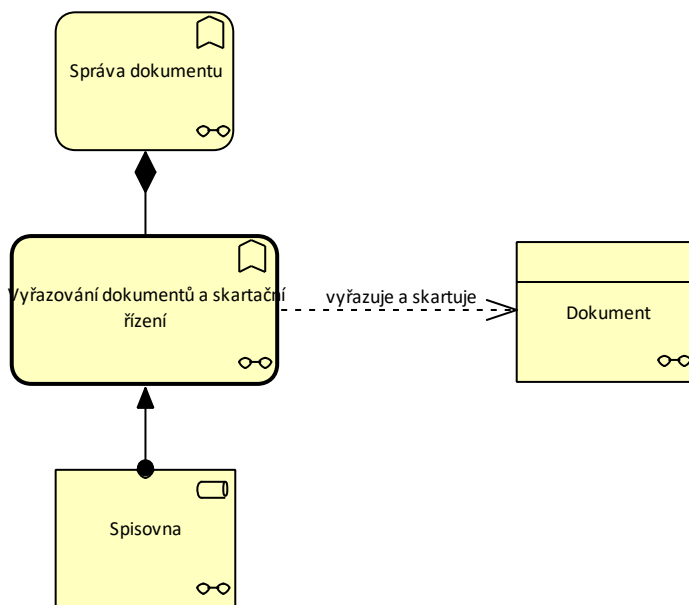 Správa dokumentu
Vyřazování dokumentů a skartační
řízení
vyřazuje a skartuje
Dokument
Spisovna